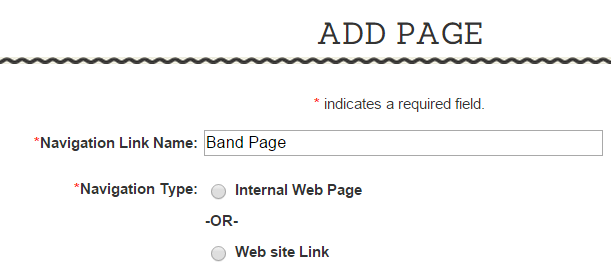 ADD PAGE
* indicates a required field.
*Navigation Link Name: Band Page
*Navigation Type: Internal Web Page
-OR-
Web site Link